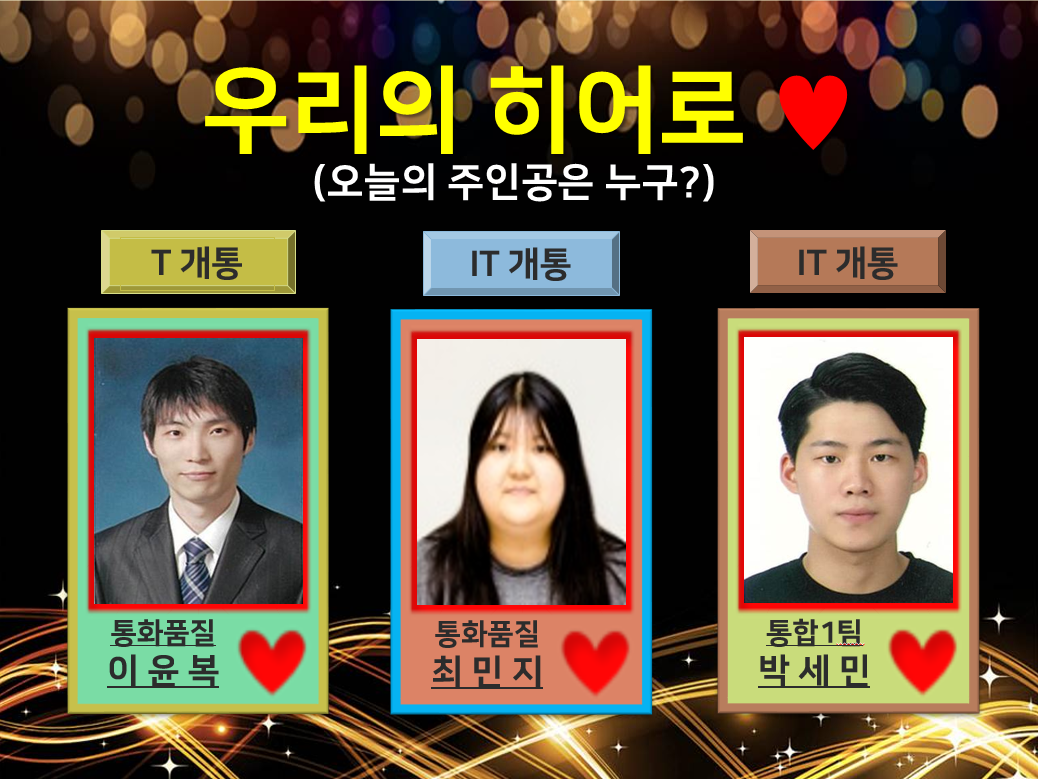 우리의 히어로
(오늘의 주인공은 누구?)
T 개통
IT 개통
IT 개통
통화품질
이 윤 복
통화품질
최 민 지
통합1팀
박 세 민